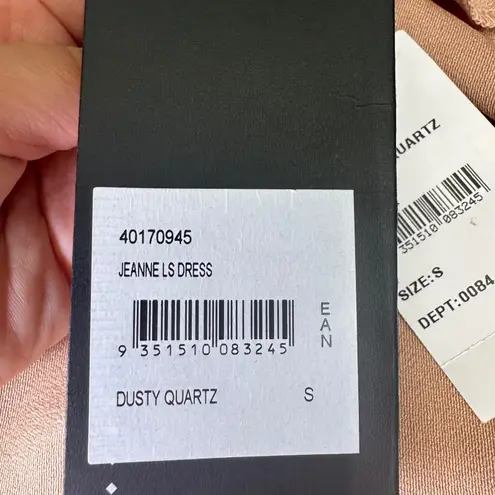 40170945
JEANNE LS DRESS
EAN
9 351510 083245
DUSTY QUARTZ S
QUARTZ
351510 083245
SIZE:S
DEPT:0084